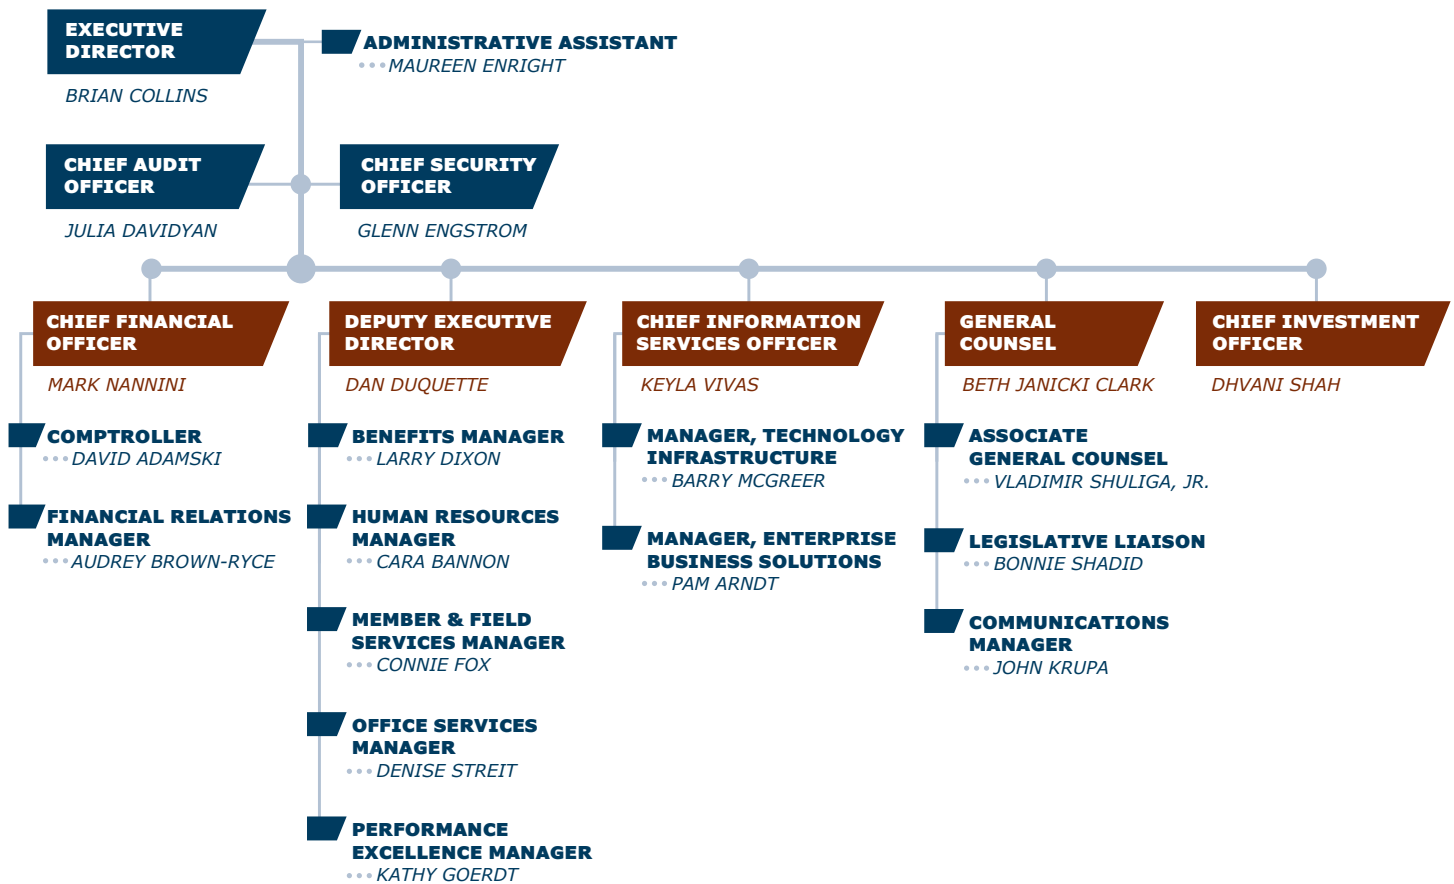 EXECUTIVE
DIRECTOR
BRIAN COLLINS
ADMINISTRATIVE ASSISTANT
MAUREEN ENRIGHT
CHIEF AUDIT
OFFICER
JULIA DAVIDYAN
CHIEF SECURITY
OFFICER
GLENN ENGSTROM
CHIEF FINANCIAL
OFFICER
MARK NANNINI
COMPTROLLER
DAVID ADAMSKI
FINANCIAL RELATIONS
MANAGER
AUDREY BROWN-RYCE
DEPUTY EXECUTIVE
DIRECTOR
DAN DUQUETTE
BENEFITS MANAGER
LARRY DIXON
HUMAN RESOURCES
MANAGER
CARA BANNON
MEMBER & FIELD
SERVICES MANAGER
CONNIE FOX
OFFICE SERVICES
MANAGER
DENISE STREIT
PERFORMANCE
EXCELLENCE MANAGER
KATHY GOERDT
CHIEF INFORMATION
SERVICES OFFICER
KEYLA VIVAS
MANAGER, TECHNOLOGY
INFRASTRUCTURE
BARRY MCGREER
MANAGER, ENTERPRISE
BUSINESS SOLUTIONS
PAM ARNDT
GENERAL
COUNSEL
BETH JANICKI CLARK
ASSOCIATE
GENERAL COUNSEL
VLADIMIR SHULIGA, JR.
LEGISLATIVE LIAISON
BONNIE SHADID
COMMUNICATIONS
MANAGER
JOHN KRUPA
CHIEF INVESTMENT
OFFICER
DHVANI SHAH